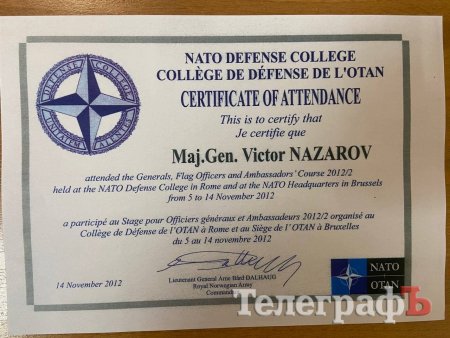 NATO DEFENSE COLLEGE
COLLÈGE DE DÉFENSE DE L'OTAN
CERTIFICATE OF ATTENDANCE
This is to certify that
Je certifie que
Maj.Gen. Victor NAZAROV
attended the Generals, Flag Officers and Ambassadors' Course 2012/2
held at the NATO Defense College in Rome and at the NATO Headquarters in Brussels
from 5 to 14 November 2012
a participé au Stage pour Officiers généraux et Ambassadeurs 2012/2 organisé au
Collège de Défense de l'OTAN à Rome et au Siège de l'OTAN à Bruxelles
du 5 au 14 novembre 2012
14 November 2012
Lieutenant General Arne Bård DALHAUG
Royal Norwegian Army
Commandant
NATO
OTAN
ТелеграфЪ